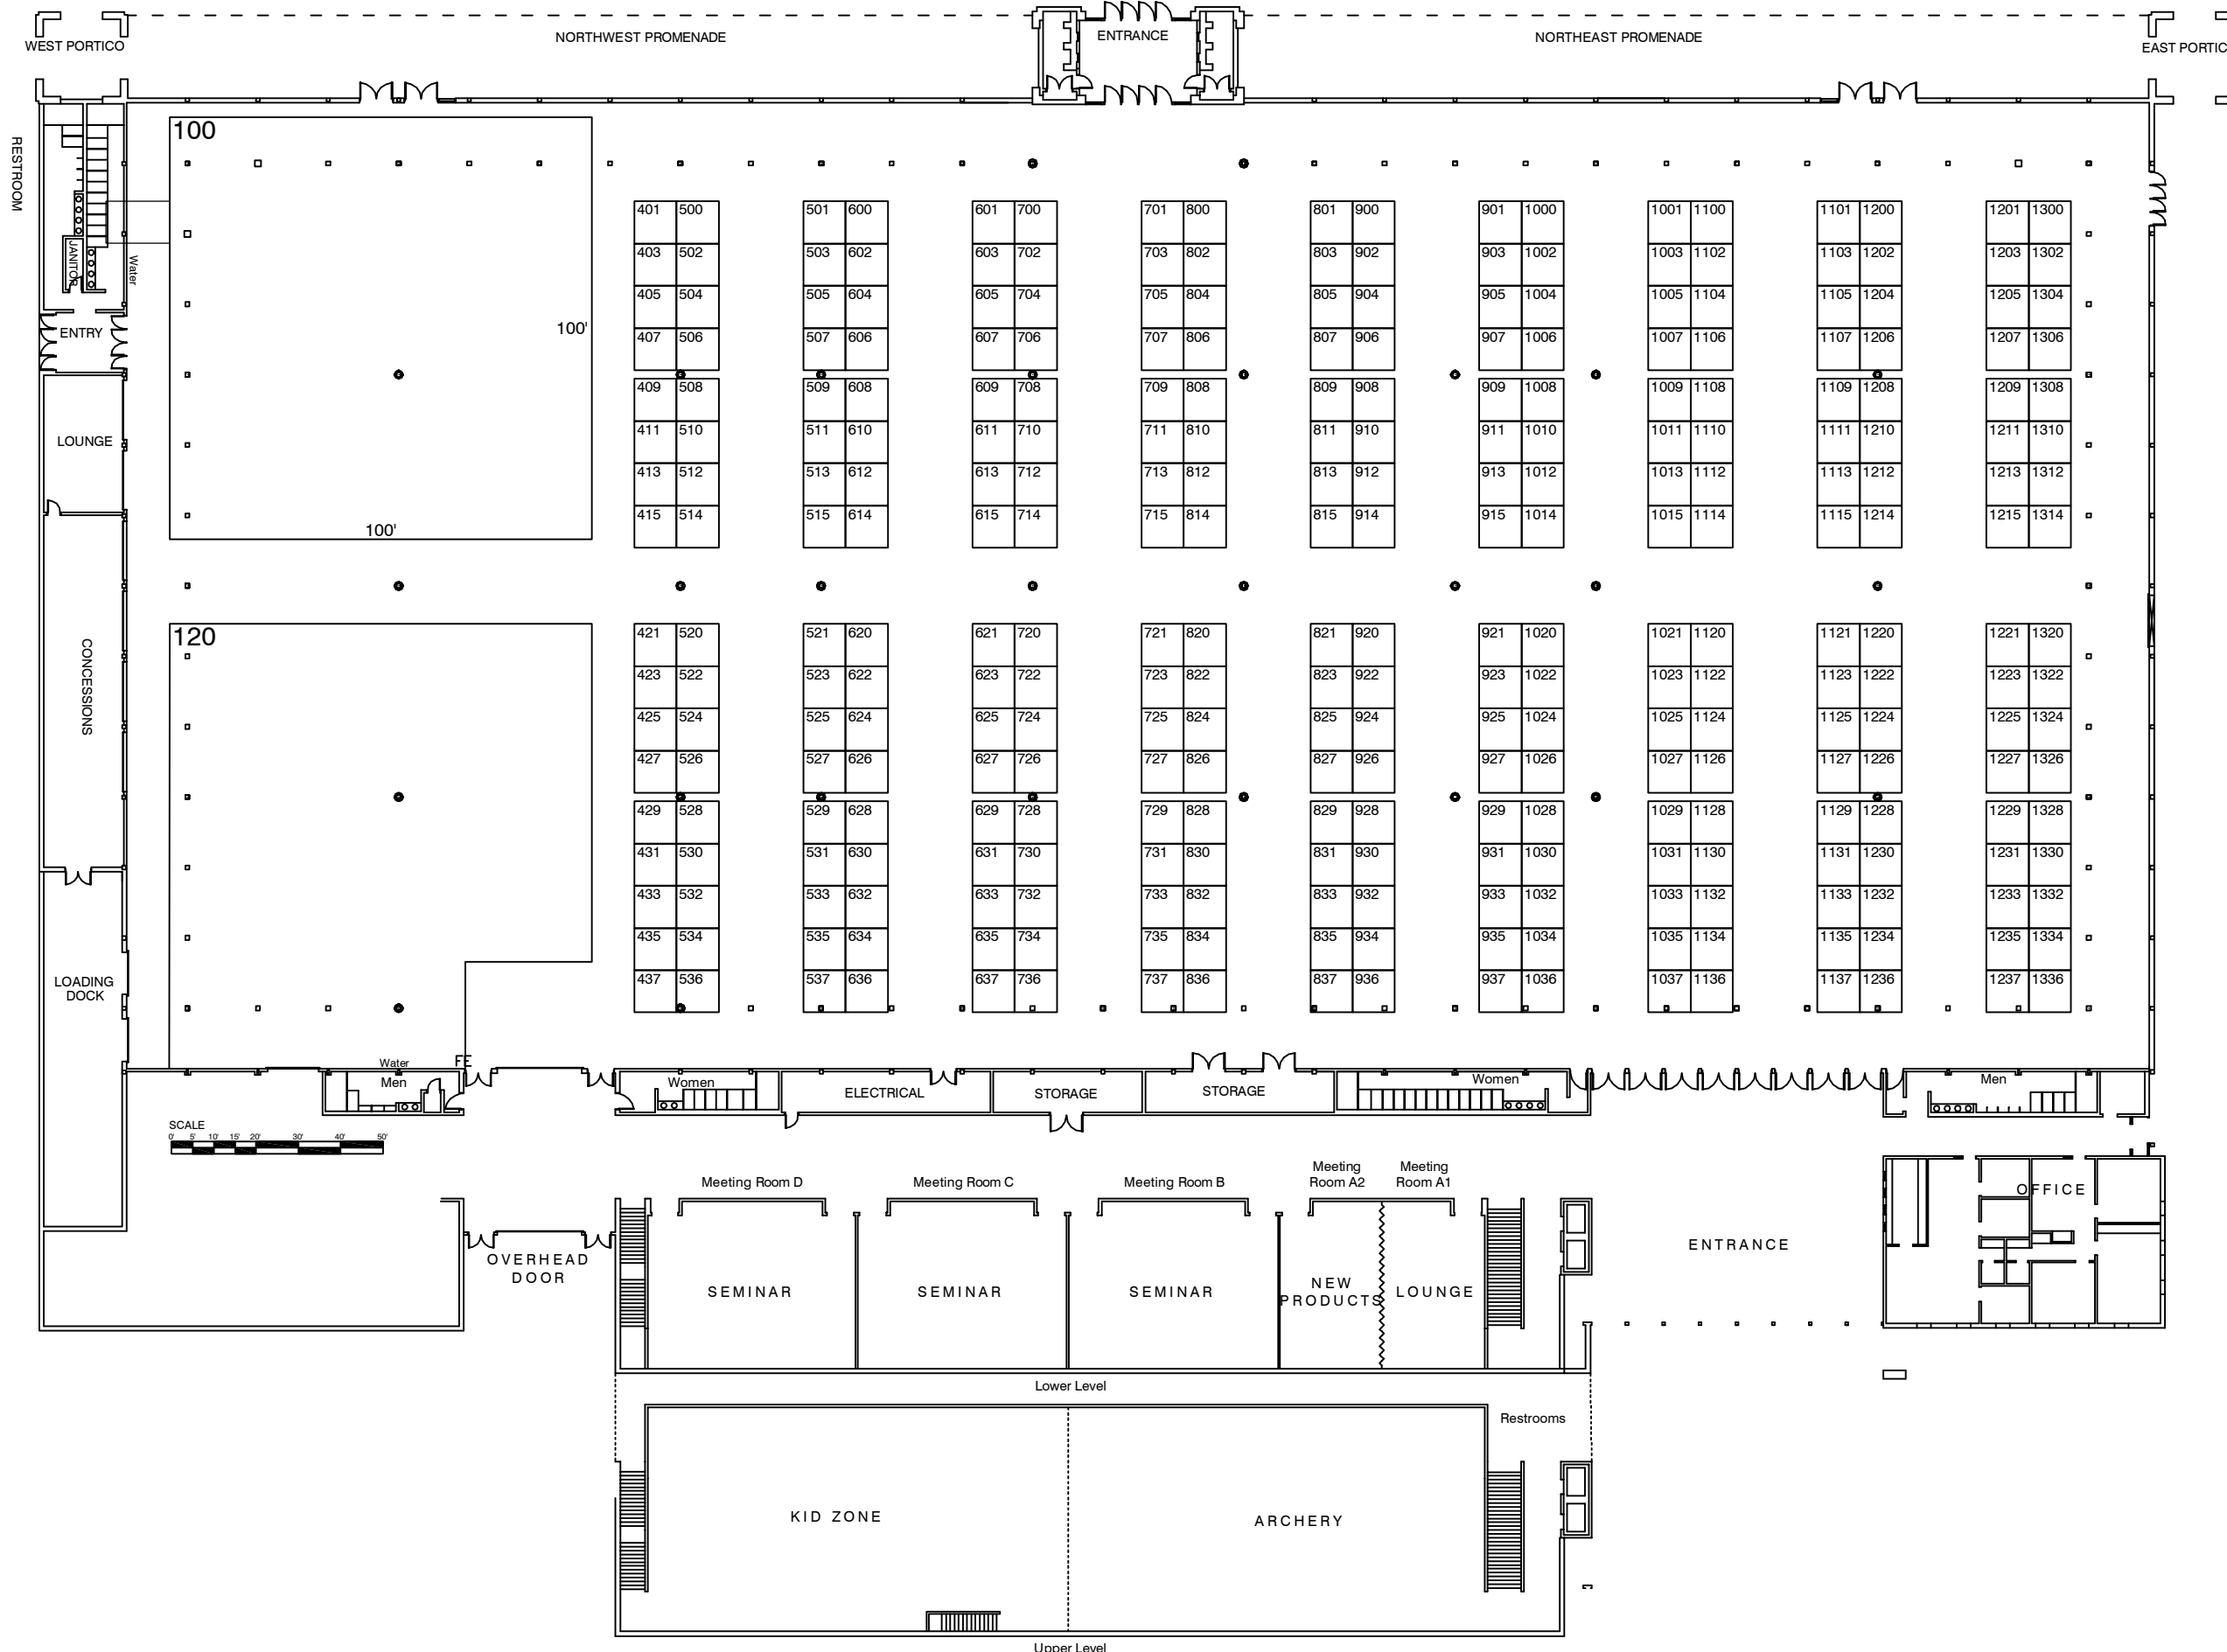 WEST PORTICO
NORTHWEST PROMENADE
ENTRANCE
NORTHEAST PROMENADE
EAST PORTIC
RESTROOM
JANITOR
Water
ENTRY
LOUNGE
CONCESSIONS
LOADING
DOCK
100
100'
100'
120
401 500 501 600 601 700 701 800 801 900 901 1000 1001 1100 1101 1200 1201 1300
403 502 503 602 603 702 703 802 803 902 903 1002 1003 1102 1103 1202 1203 1302
405 504 505 604 605 704 705 804 805 904 905 1004 1005 1104 1105 1204 1205 1304
407 506 507 606 607 706 707 806 807 906 907 1006 1007 1106 1107 1206 1207 1306
409 508 509 608 609 708 709 808 809 908 909 1008 1009 1108 1109 1208 1209 1308
411 510 511 610 611 710 711 810 811 910 911 1010 1011 1110 1111 1210 1211 1310
413 512 513 612 613 712 713 812 813 912 913 1012 1013 1112 1113 1212 1213 1312
415 514 515 614 615 714 715 814 815 914 915 1014 1015 1114 1115 1214 1215 1314
421 520 521 620 621 720 721 820 821 920 921 1020 1021 1120 1121 1220 1221 1320
423 522 523 622 623 722 723 822 823 922 923 1022 1023 1122 1123 1222 1223 1322
425 524 525 624 625 724 725 824 825 924 925 1024 1025 1124 1125 1224 1225 1324
427 526 527 626 627 726 727 826 827 926 927 1026 1027 1126 1127 1226 1227 1326
429 528 529 628 629 728 729 828 829 928 929 1028 1029 1128 1129 1228 1229 1328
431 530 531 630 631 730 731 830 831 930 931 1030 1031 1130 1131 1230 1231 1330
433 532 533 632 633 732 733 832 833 932 933 1032 1033 1132 1133 1232 1233 1332
435 534 535 634 635 734 735 834 835 934 935 1034 1035 1134 1135 1234 1235 1334
437 536 537 636 637 736 737 836 837 936 937 1036 1037 1136 1137 1236 1237 1336
Water
FE
Men
Women
ELECTRICAL
STORAGE
STORAGE
Women
Men
SCALE
0' 5' 10' 15' 20' 30' 40' 50'
Meeting Room D
Meeting Room C
Meeting Room B
Meeting
Room A2
Meeting
Room A1
OFFICE
OVERHEAD
DOOR
SEMINAR
SEMINAR
SEMINAR
NEW
PRODUCTS
LOUNGE
ENTRANCE
Lower Level
Restrooms
KID ZONE
ARCHERY
Upper Level